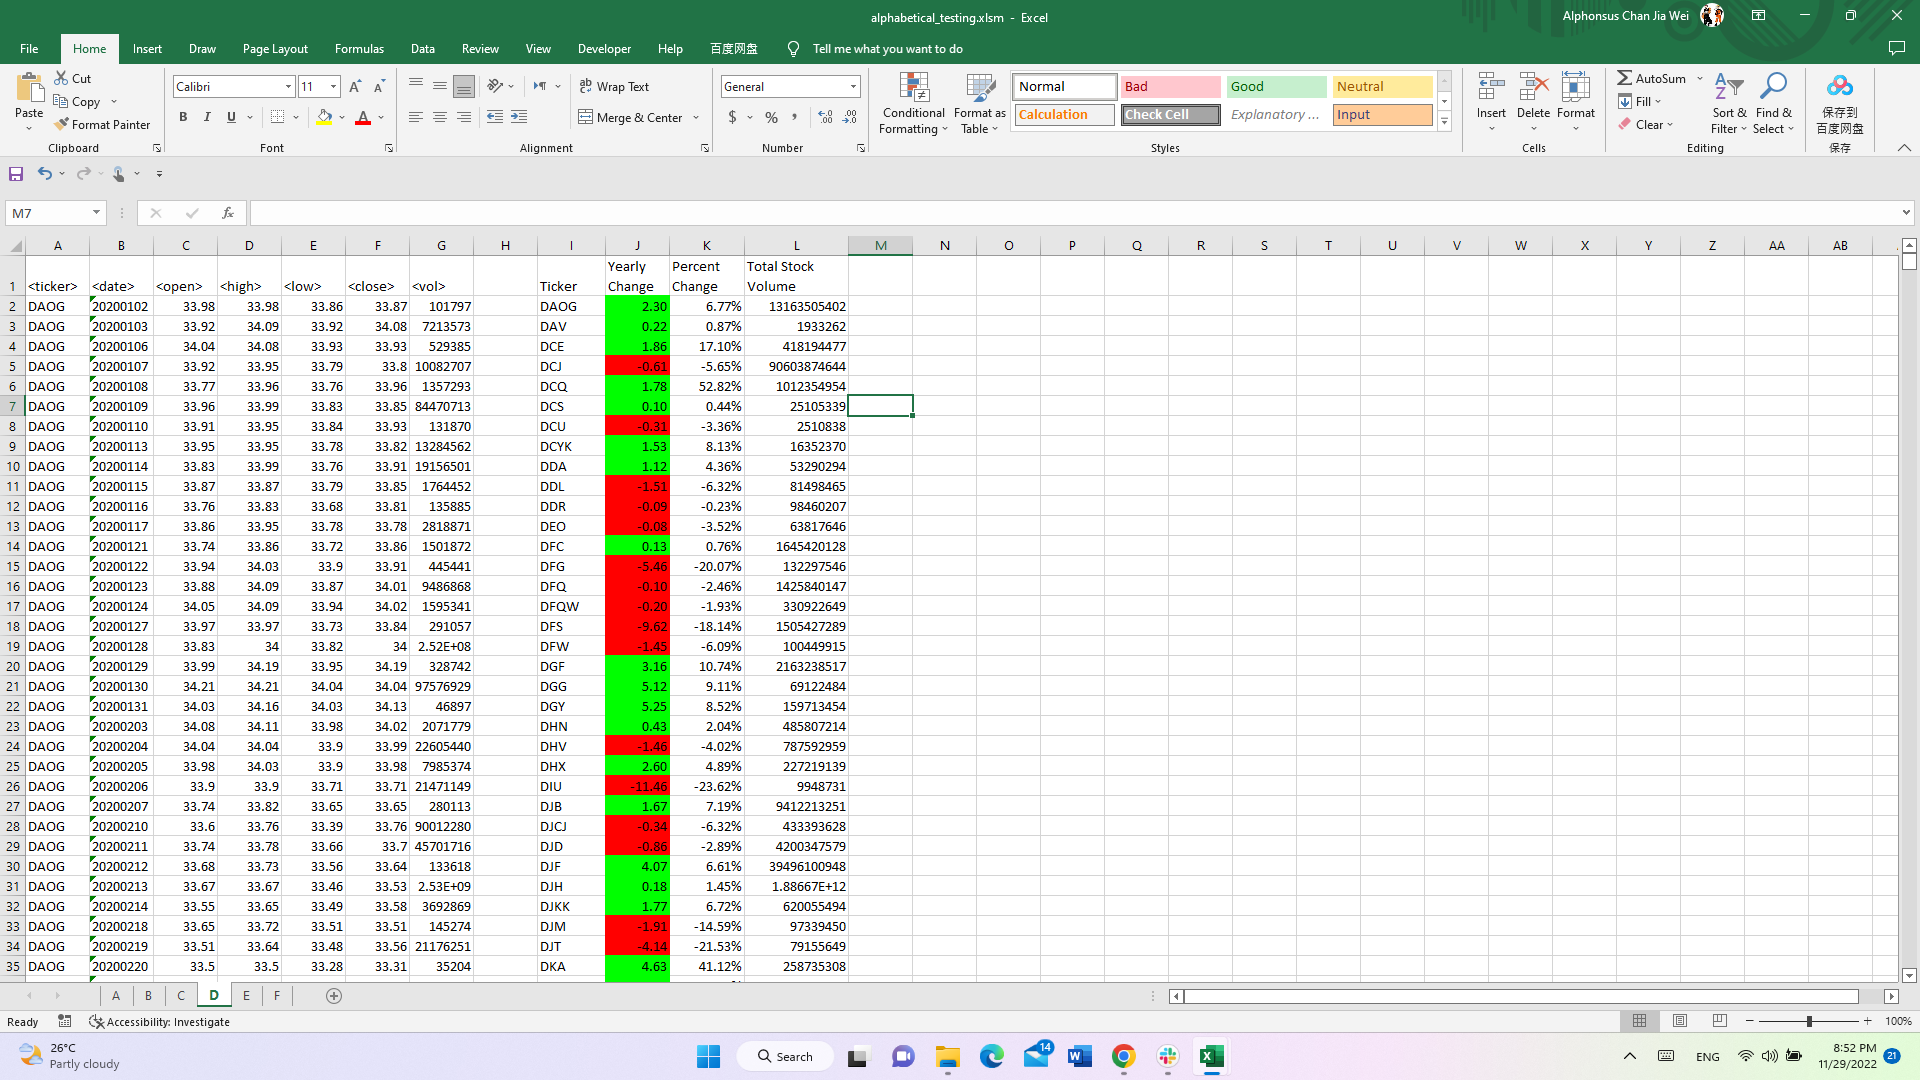 alphabetical_testing.xlsm - Excel
Alphonsus Chan Jia Wei
File Home Insert Draw Page Layout Formulas Data Review View Developer Help 百度网盘 Tell me what you want to do
Paste
Cut
Copy
Format Painter
Clipboard
Calibri 11
B I U
Font
Wrap Text
Merge & Center
Alignment
General
$ % ,
Number
Conditional Formatting
Format as Table
Normal Bad Good Neutral
Calculation Check Cell Explanatory ... Input
Styles
Insert Delete Format
Cells
AutoSum
Fill
Clear
Sort & Filter
Find & Select
Editing
保存到
百度网盘
保存
M7
fx
A B C D E F G H I J K L M N O P Q R S T U V W X Y Z AA AB
1 <ticker> <date> <open> <high> <low> <close> <vol> Ticker Yearly Change Percent Change Total Stock Volume
2 DAOG 20200102 33.98 33.98 33.86 33.87 101797 DAOG 2.30 6.77% 13163505402
3 DAOG 20200103 33.92 34.09 33.92 34.08 7213573 DAV 0.22 0.87% 1933262
4 DAOG 20200106 34.04 34.08 33.93 33.93 529385 DCE 1.86 17.10% 418194477
5 DAOG 20200107 33.92 33.95 33.79 33.8 10082707 DCJ -0.61 -5.65% 90603874644
6 DAOG 20200108 33.77 33.96 33.76 33.96 1357293 DCQ 1.78 52.82% 1012354954
7 DAOG 20200109 33.96 33.99 33.83 33.85 84470713 DCS 0.10 0.44% 25105339
8 DAOG 20200110 33.91 33.95 33.84 33.93 131870 DCU -0.31 -3.36% 2510838
9 DAOG 20200113 33.95 33.95 33.78 33.82 13284562 DCYK 1.53 8.13% 16352370
10 DAOG 20200114 33.83 33.99 33.76 33.91 19156501 DDA 1.12 4.36% 53290294
11 DAOG 20200115 33.87 33.87 33.79 33.85 1764452 DDL -1.51 -6.32% 81498465
12 DAOG 20200116 33.76 33.83 33.68 33.81 135885 DDR -0.09 -0.23% 98460207
13 DAOG 20200117 33.86 33.95 33.78 33.78 2818871 DEO -0.08 -3.52% 63817646
14 DAOG 20200121 33.74 33.86 33.72 33.86 1501872 DFC 0.13 0.76% 1645420128
15 DAOG 20200122 33.94 34.03 33.9 33.91 445441 DFG -5.46 -20.07% 132297546
16 DAOG 20200123 33.88 34.09 33.87 34.01 9486868 DFQ -0.10 -2.46% 1425840147
17 DAOG 20200124 34.05 34.09 33.94 34.02 1595341 DFQW -0.20 -1.93% 330922649
18 DAOG 20200127 33.97 33.97 33.73 33.84 291057 DFS -9.62 -18.14% 1505427289
19 DAOG 20200128 33.83 34 33.82 34 2.52E+08 DFW -1.45 -6.09% 100449915
20 DAOG 20200129 33.99 34.19 33.95 34.19 328742 DGF 3.16 10.74% 2163238517
21 DAOG 20200130 34.21 34.21 34.04 34.04 97576929 DGG 5.12 9.11% 69122484
22 DAOG 20200131 34.03 34.16 34.03 34.13 46897 DGY 5.25 8.52% 159713454
23 DAOG 20200203 34.08 34.11 33.98 34.02 2071779 DHN 0.43 2.04% 485807214
24 DAOG 20200204 34.04 34.04 33.9 33.99 22605440 DHV -1.46 -4.02% 787592959
25 DAOG 20200205 33.98 34.03 33.9 33.98 7985374 DHX 2.60 4.89% 227219139
26 DAOG 20200206 33.9 33.9 33.71 33.71 21471149 DIU -11.46 -23.62% 9948731
27 DAOG 20200207 33.74 33.82 33.65 33.65 280113 DJB 1.67 7.19% 9412213251
28 DAOG 20200210 33.6 33.76 33.39 33.76 90012280 DJCJ -0.34 -6.32% 433393628
29 DAOG 20200211 33.74 33.78 33.66 33.7 45701716 DJD -0.86 -2.89% 4200347579
30 DAOG 20200212 33.68 33.73 33.56 33.64 133618 DJF 4.07 6.61% 39496100948
31 DAOG 20200213 33.67 33.67 33.46 33.53 2.53E+09 DJH 0.18 1.45% 1.88667E+12
32 DAOG 20200214 33.55 33.65 33.49 33.58 3692869 DJKK 1.77 6.72% 620055494
33 DAOG 20200218 33.65 33.72 33.51 33.51 145274 DJM -1.91 -14.59% 97339450
34 DAOG 20200219 33.51 33.64 33.48 33.56 21176251 DJT -4.14 -21.53% 79155649
35 DAOG 20200220 33.5 33.5 33.28 33.31 35204 DKA 4.63 41.12% 258735308
A B C D E F
Ready Accessibility: Investigate 100%
26°C
Partly cloudy
Search
14
ENG
8:52 PM
11/29/2022
21